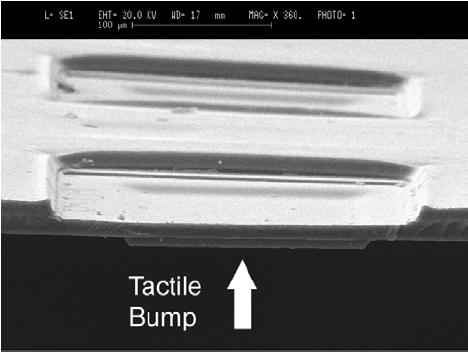 L= SE1 EHT= 20.0 KV WD= 17 mm MAG= X 360. PHOTO= 1
100 µm
Tactile
Bump